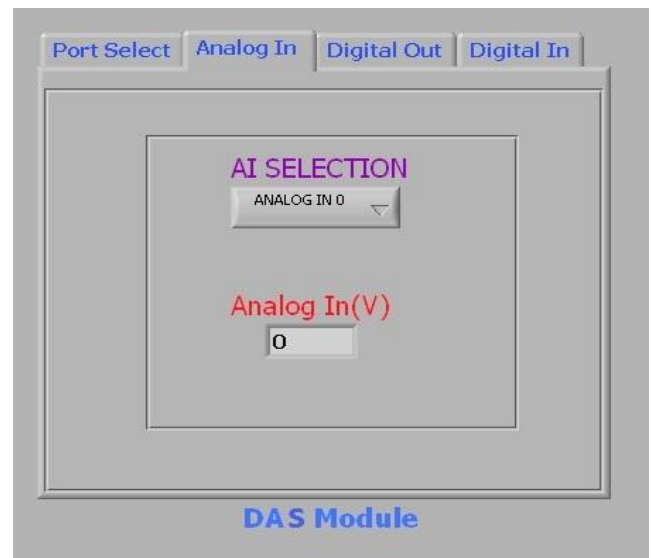 Port Select Analog In Digital Out Digital In
AI SELECTION
ANALOG IN 0
Analog In(V)
0
DAS Module